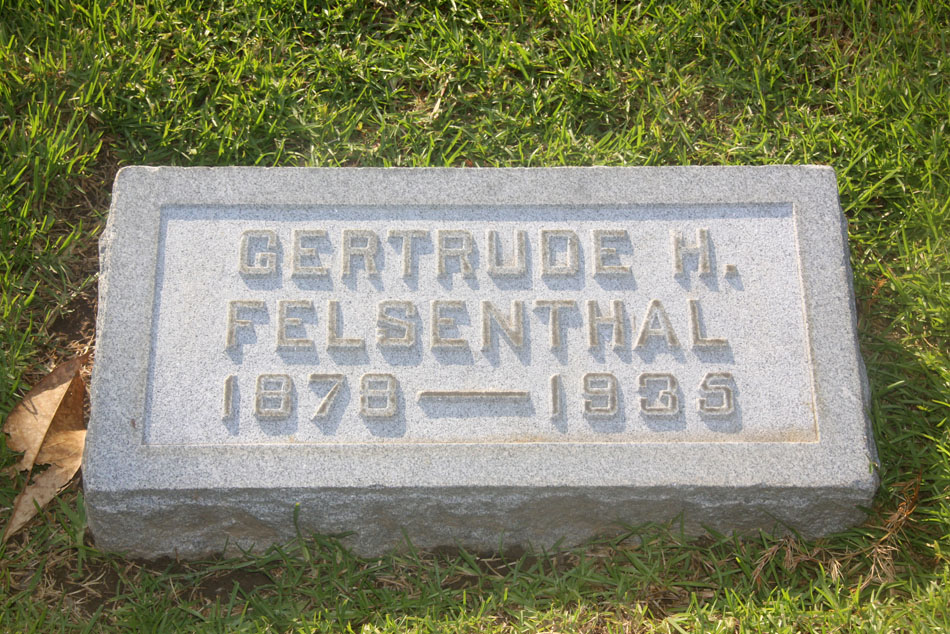 GERTRUDE H.
FELSENTHAL
1878 — 1935